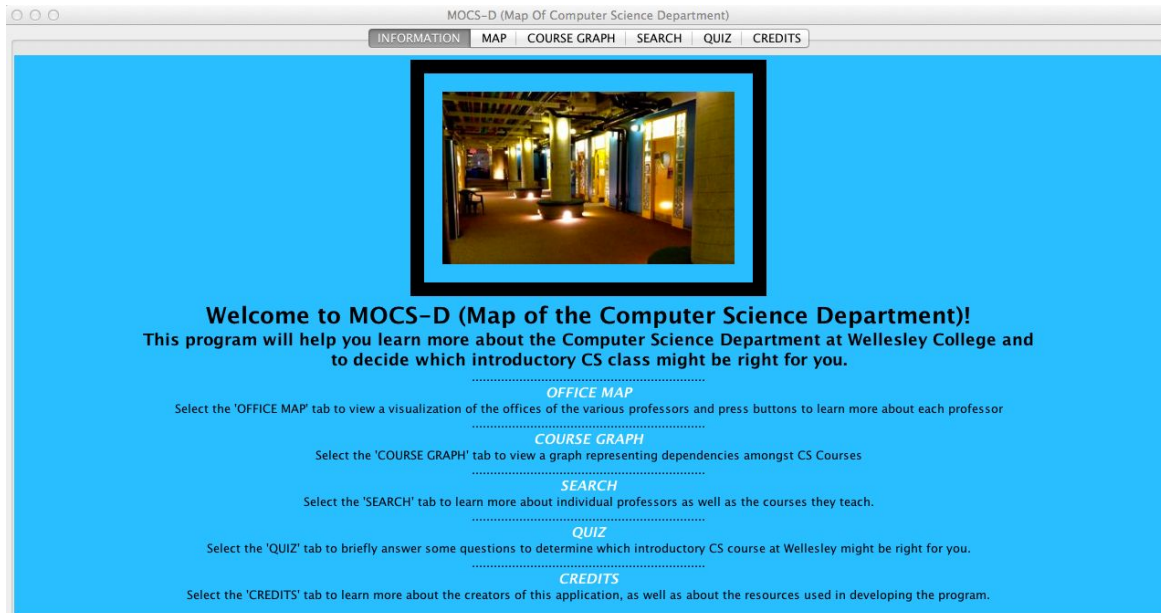 MOCS-D (Map Of Computer Science Department)
INFORMATION MAP COURSE GRAPH SEARCH QUIZ CREDITS
Welcome to MOCS-D (Map of the Computer Science Department)!
This program will help you learn more about the Computer Science Department at Wellesley College and
to decide which introductory CS class might be right for you.
OFFICE MAP
Select the 'OFFICE MAP' tab to view a visualization of the offices of the various professors and press buttons to learn more about each professor
COURSE GRAPH
Select the 'COURSE GRAPH' tab to view a graph representing dependencies amongst CS Courses
SEARCH
Select the 'SEARCH' tab to learn more about individual professors as well as the courses they teach.
QUIZ
Select the 'QUIZ' tab to briefly answer some questions to determine which introductory CS course at Wellesley might be right for you.
CREDITS
Select the 'CREDITS' tab to learn more about the creators of this application, as well as about the resources used in developing the program.